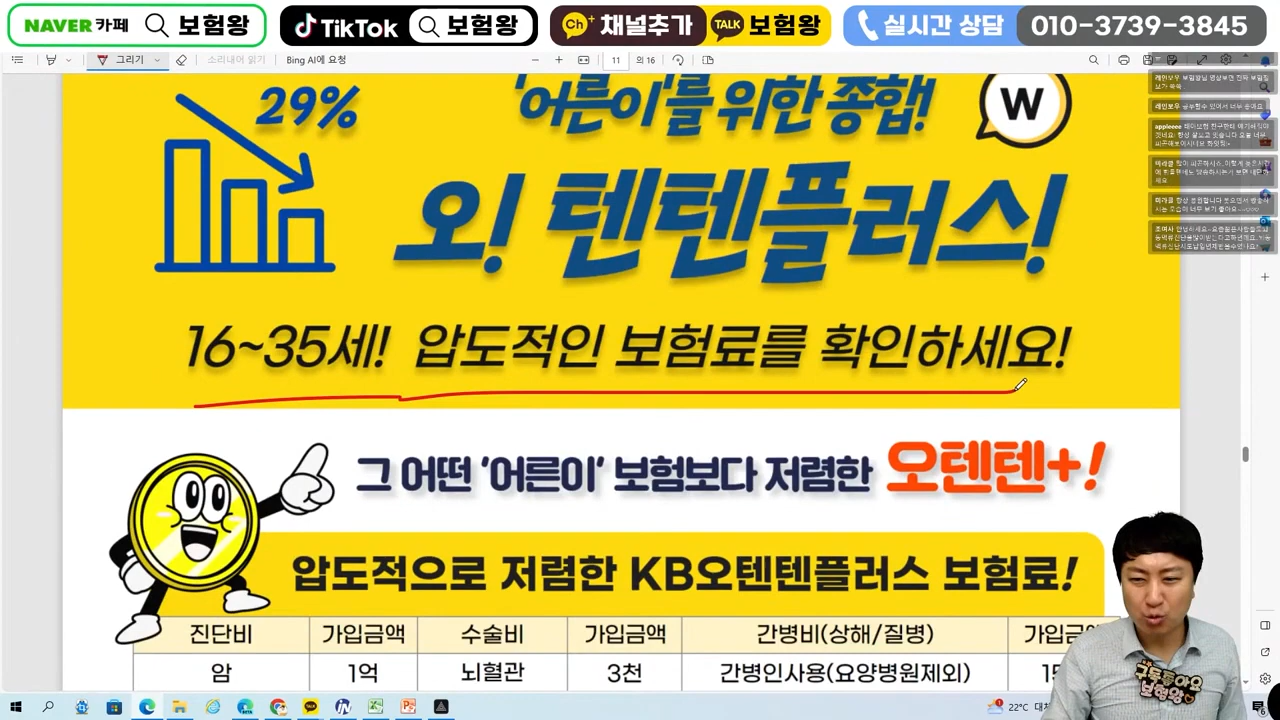 NAVER 카페 보험왕
TikTok 보험왕
Ch+ 채널추가 TALK 보험왕
실시간 상담 010-3739-3845
그리기
소리내어 읽기
Bing AI에 요청
11 의 16
29%
'어른이'를 위한 종합!
W
오! 텐텐플러스!
16~35세! 압도적인 보험료를 확인하세요!
그 어떤 '어른이' 보험보다 저렴한 오텐텐+!
압도적으로 저렴한 KB오텐텐플러스 보험료!
진단비 가입금액 수술비 가입금액 간병비(상해/질병)
암 1억 뇌혈관 3천 간병인사용(요양병원제외)
구독좋아요
보험왕
22°C